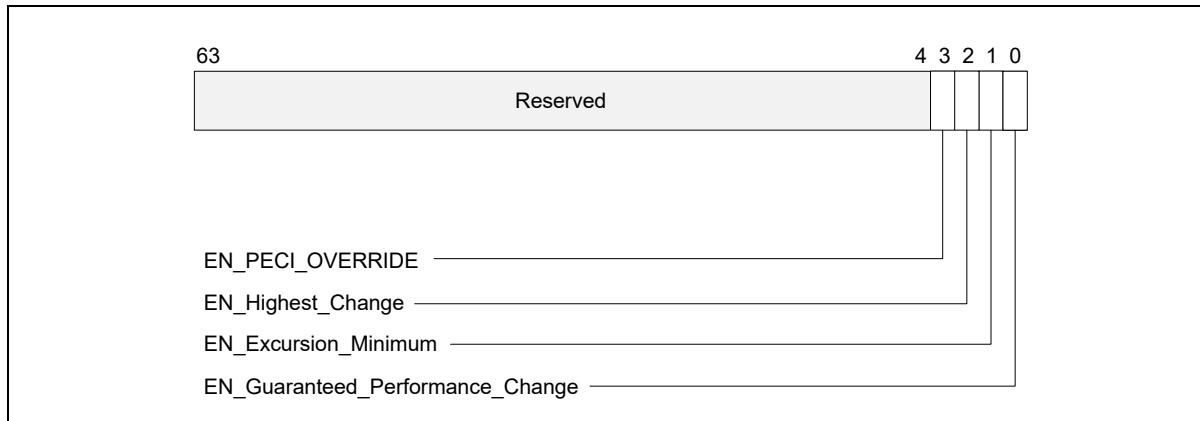 63 4 3 2 1 0
Reserved
EN_PECI_OVERRIDE
EN_Highest_Change
EN_Excursion_Minimum
EN_Guaranteed_Performance_Change